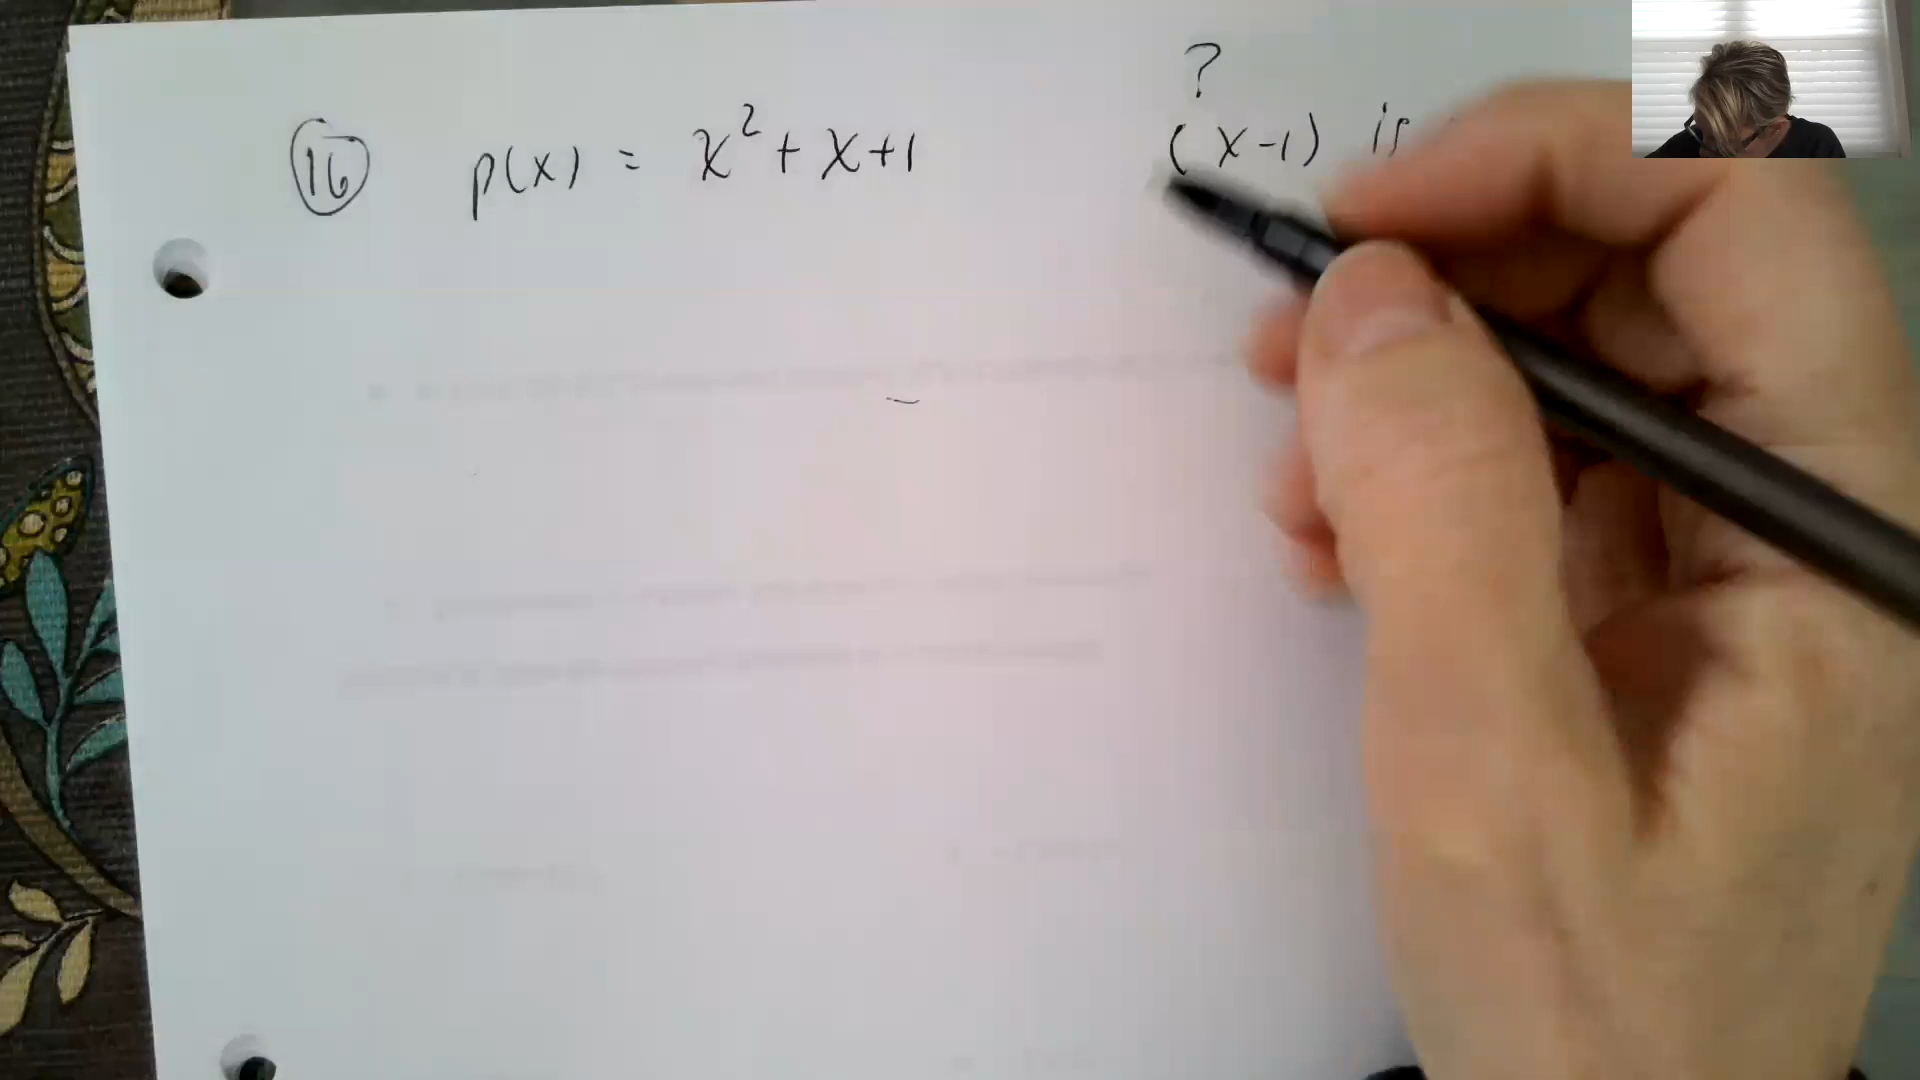 ?
⑯ p(x) = x² + x+1 (x-1) is